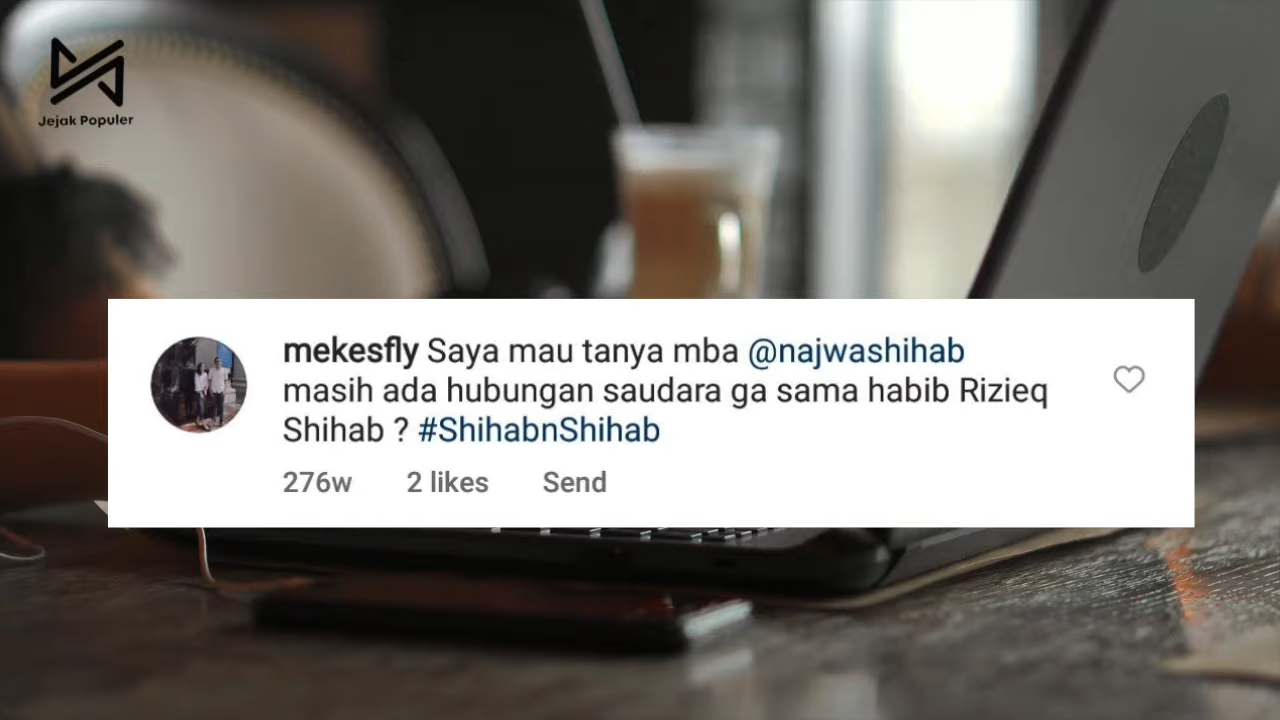 Jejak Populer
mekesfly Saya mau tanya mba @najwashihab
masih ada hubungan saudara ga sama habib Rizieq
Shihab ? #ShihabnShihab
276w 2 likes Send